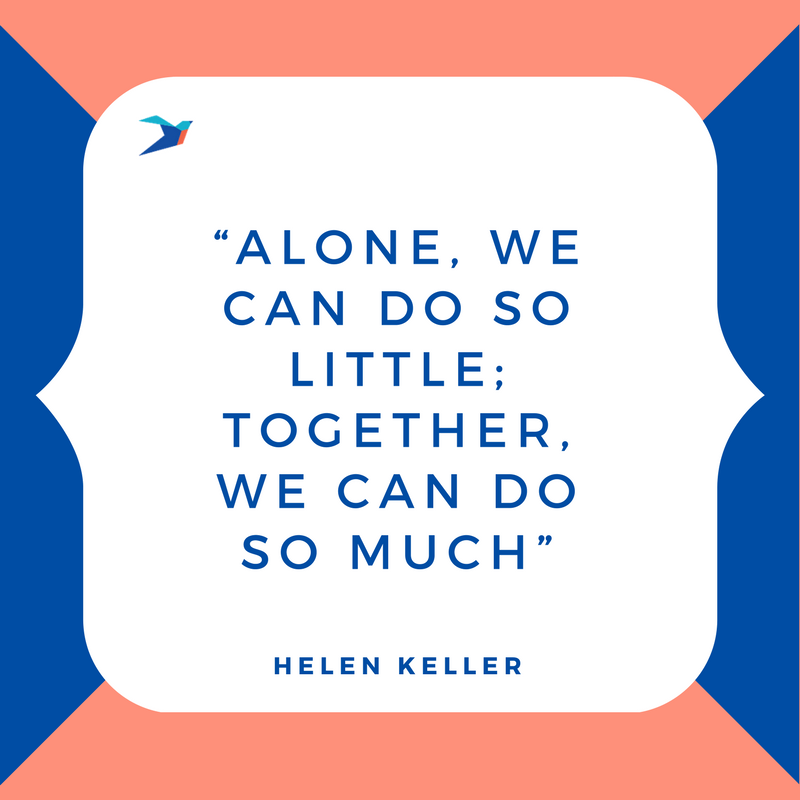 “ALONE, WE
CAN DO SO
LITTLE;
TOGETHER,
WE CAN DO
SO MUCH”
HELEN KELLER